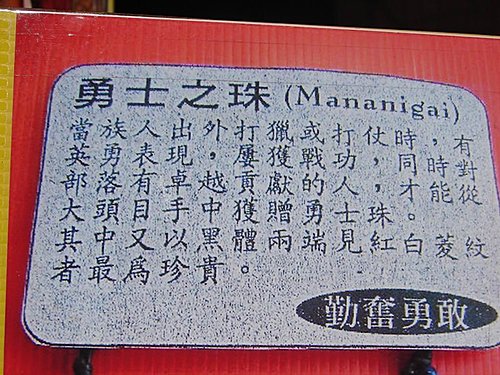 勇士之珠 (Mananigai)
當族人出外打獵或打仗時，有
英勇表現，屢獲戰功，同時對
部落有卓越貢獻的人，才能從
大頭目手中獲贈勇士珠。
其中又以黑體兩端見紅白菱紋
者最為珍貴。
勤奮勇敢